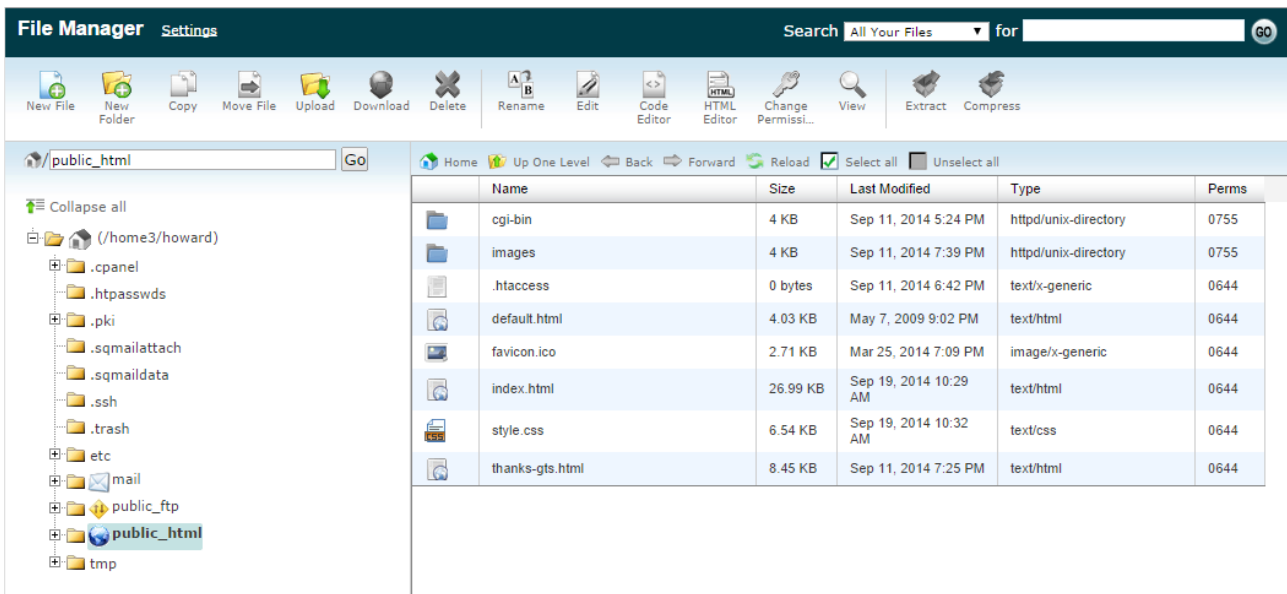 File Manager Settings
Search All Your Files for GO
New File New Folder Copy Move File Upload Download Delete Rename Edit Code Editor HTML Editor Change Permissi... View Extract Compress
/ public_html Go
Home Up One Level Back Forward Reload Select all Unselect all
Collapse all
(/home3/howard)
.cpanel
.htpasswds
.pki
.sqmailattach
.sqmaildata
.ssh
.trash
etc
mail
public_ftp
public_html
tmp
Name Size Last Modified Type Perms
cgi-bin 4 KB Sep 11, 2014 5:24 PM httpd/unix-directory 0755
images 4 KB Sep 11, 2014 7:39 PM httpd/unix-directory 0755
.htaccess 0 bytes Sep 11, 2014 6:42 PM text/x-generic 0644
default.html 4.03 KB May 7, 2009 9:02 PM text/html 0644
favicon.ico 2.71 KB Mar 25, 2014 7:09 PM image/x-generic 0644
index.html 26.99 KB Sep 19, 2014 10:29 AM text/html 0644
style.css 6.54 KB Sep 19, 2014 10:32 AM text/css 0644
thanks-gts.html 8.45 KB Sep 11, 2014 7:25 PM text/html 0644